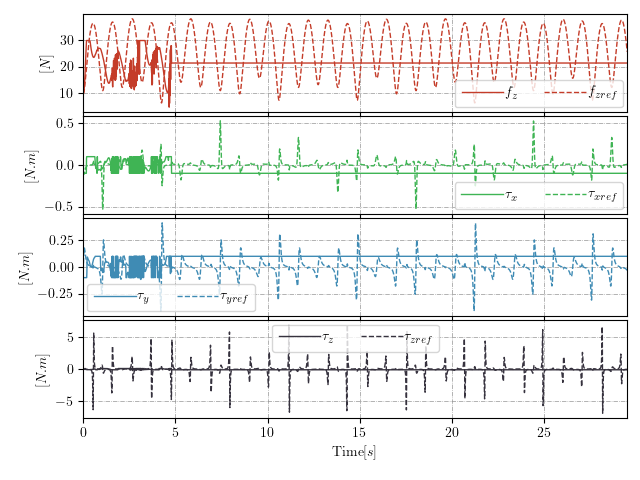 30
20
10
[N]
f_z
f_zref
0.5
0.0
−0.5
[N.m]
τ_x
τ_xref
0.25
0.00
−0.25
[N.m]
τ_y
τ_yref
5
0
−5
[N.m]
τ_z
τ_zref
0 5 10 15 20 25
Time[s]